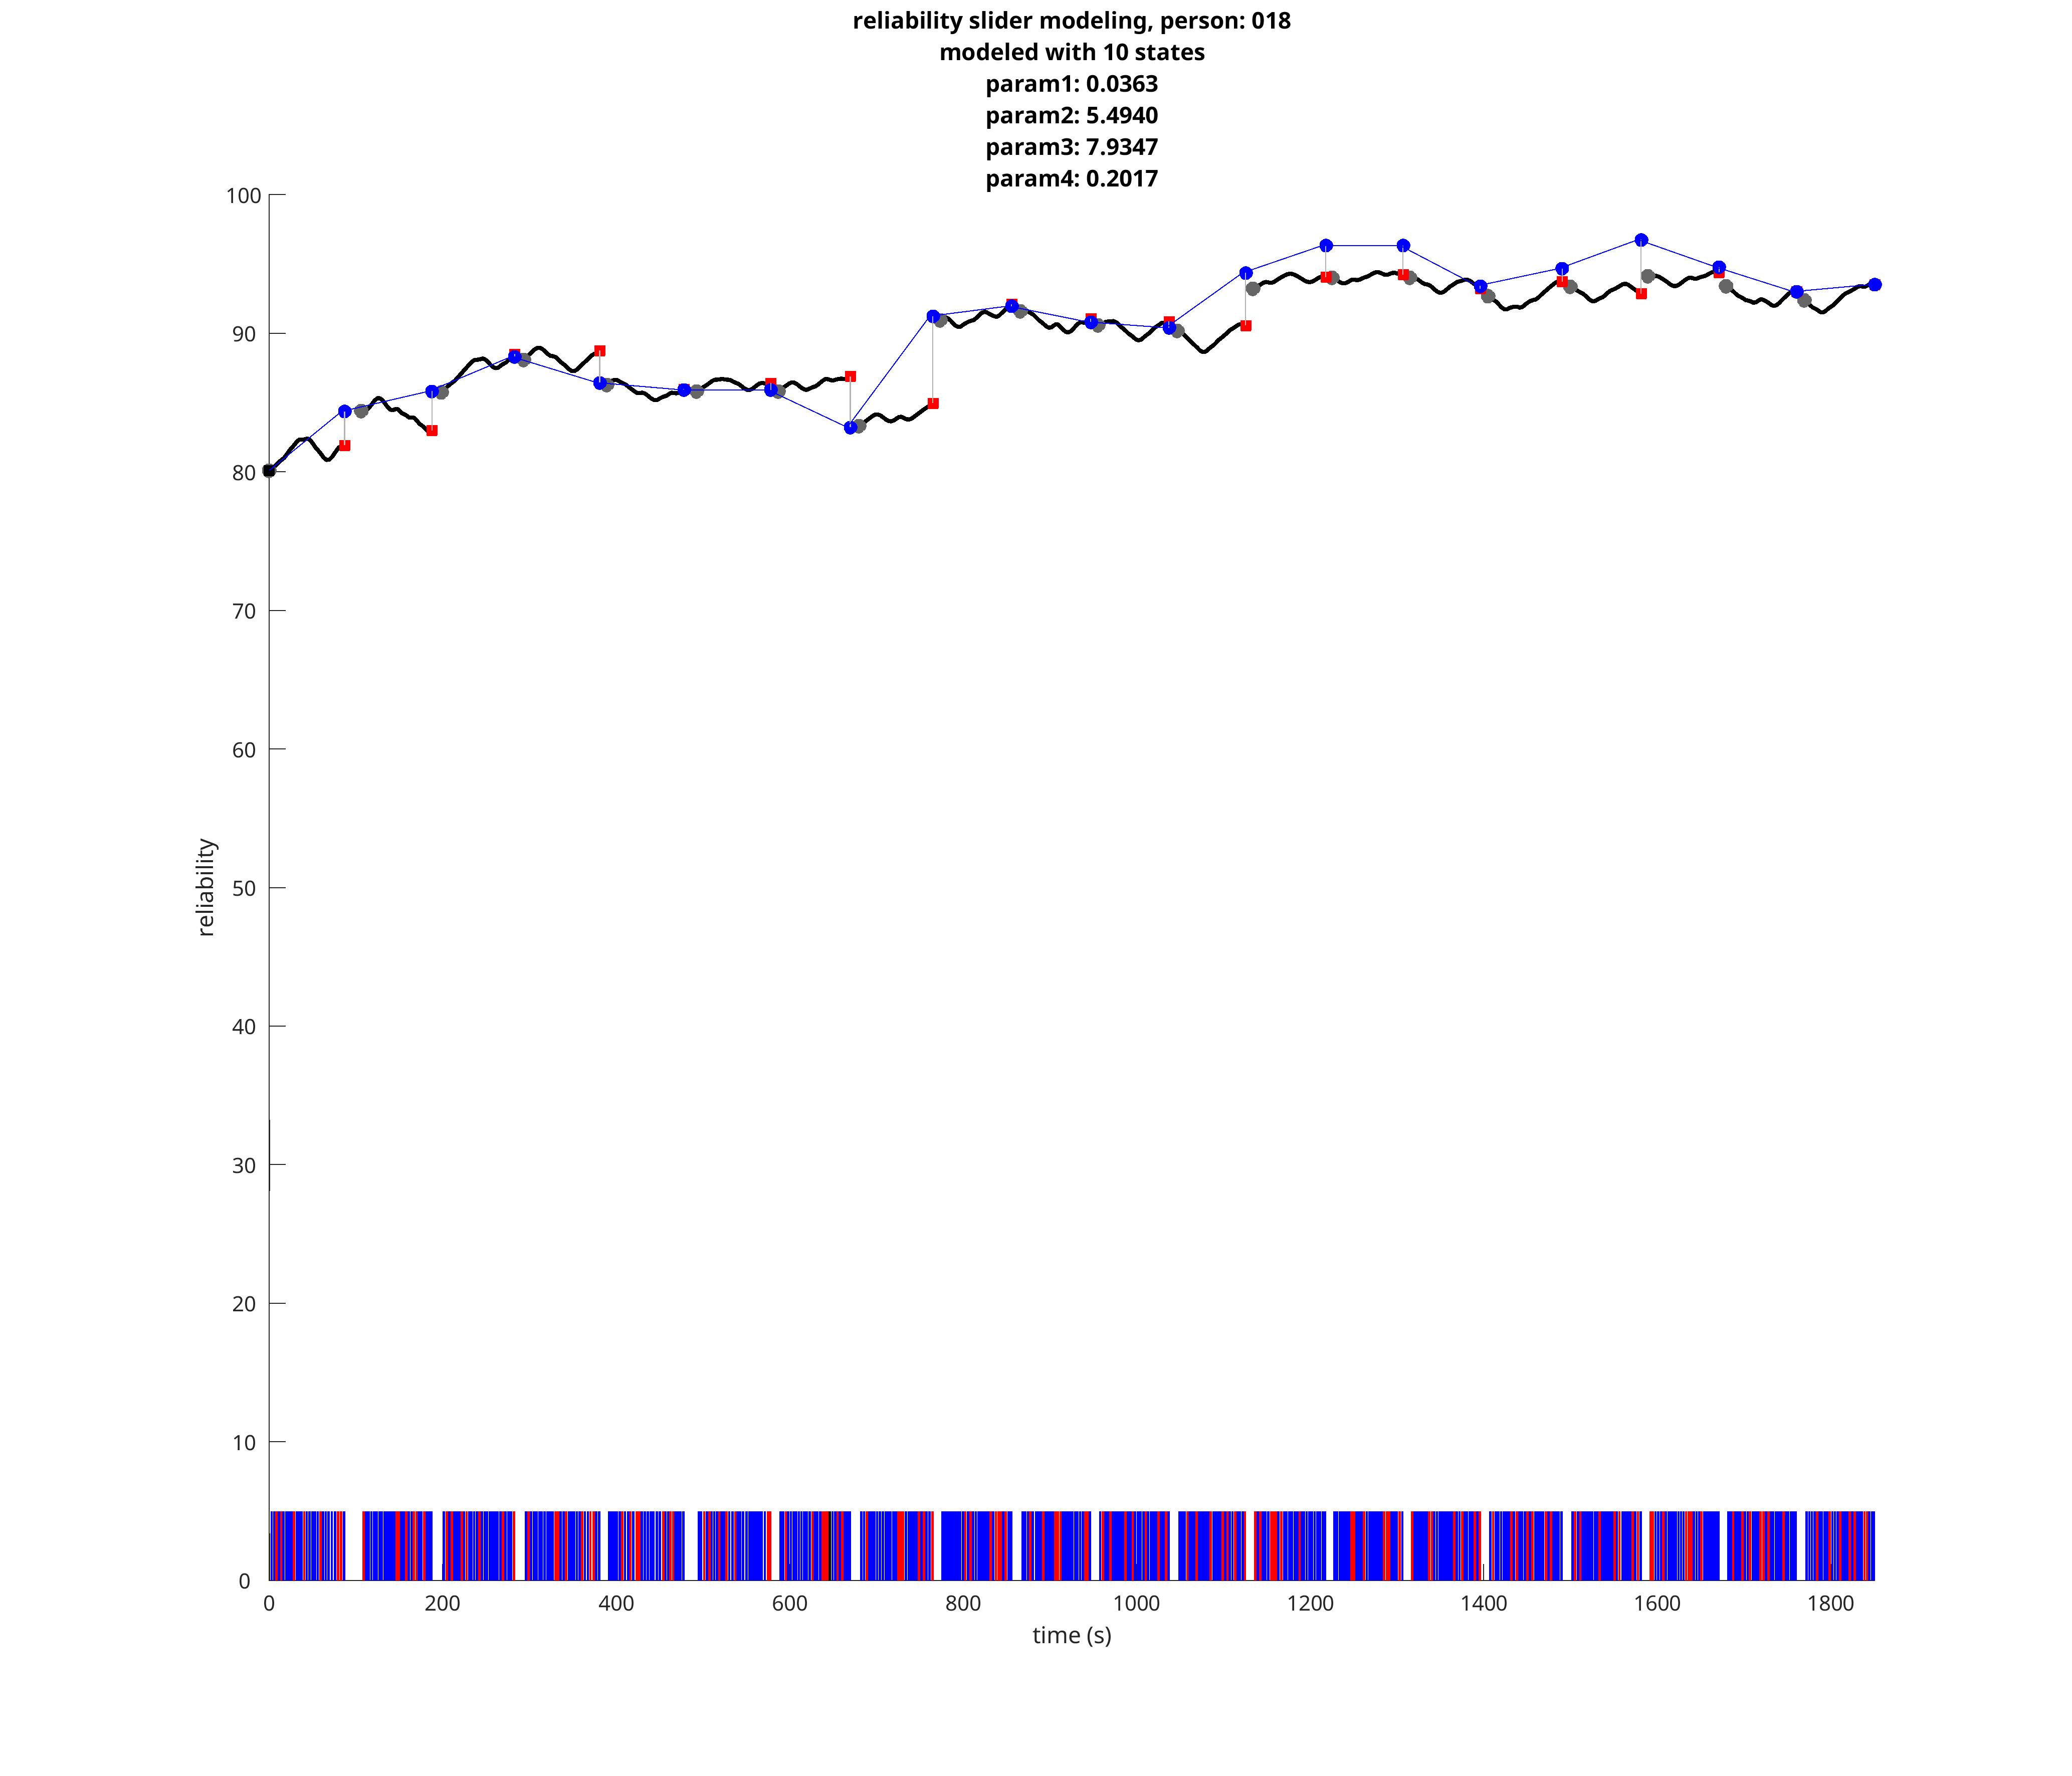 reliability slider modeling, person: 018
modeled with 10 states
param1: 0.0363
param2: 5.4940
param3: 7.9347
param4: 0.2017
100
90
80
70
60
50
40
30
20
10
0
reliability
0 200 400 600 800 1000 1200 1400 1600 1800
time (s)